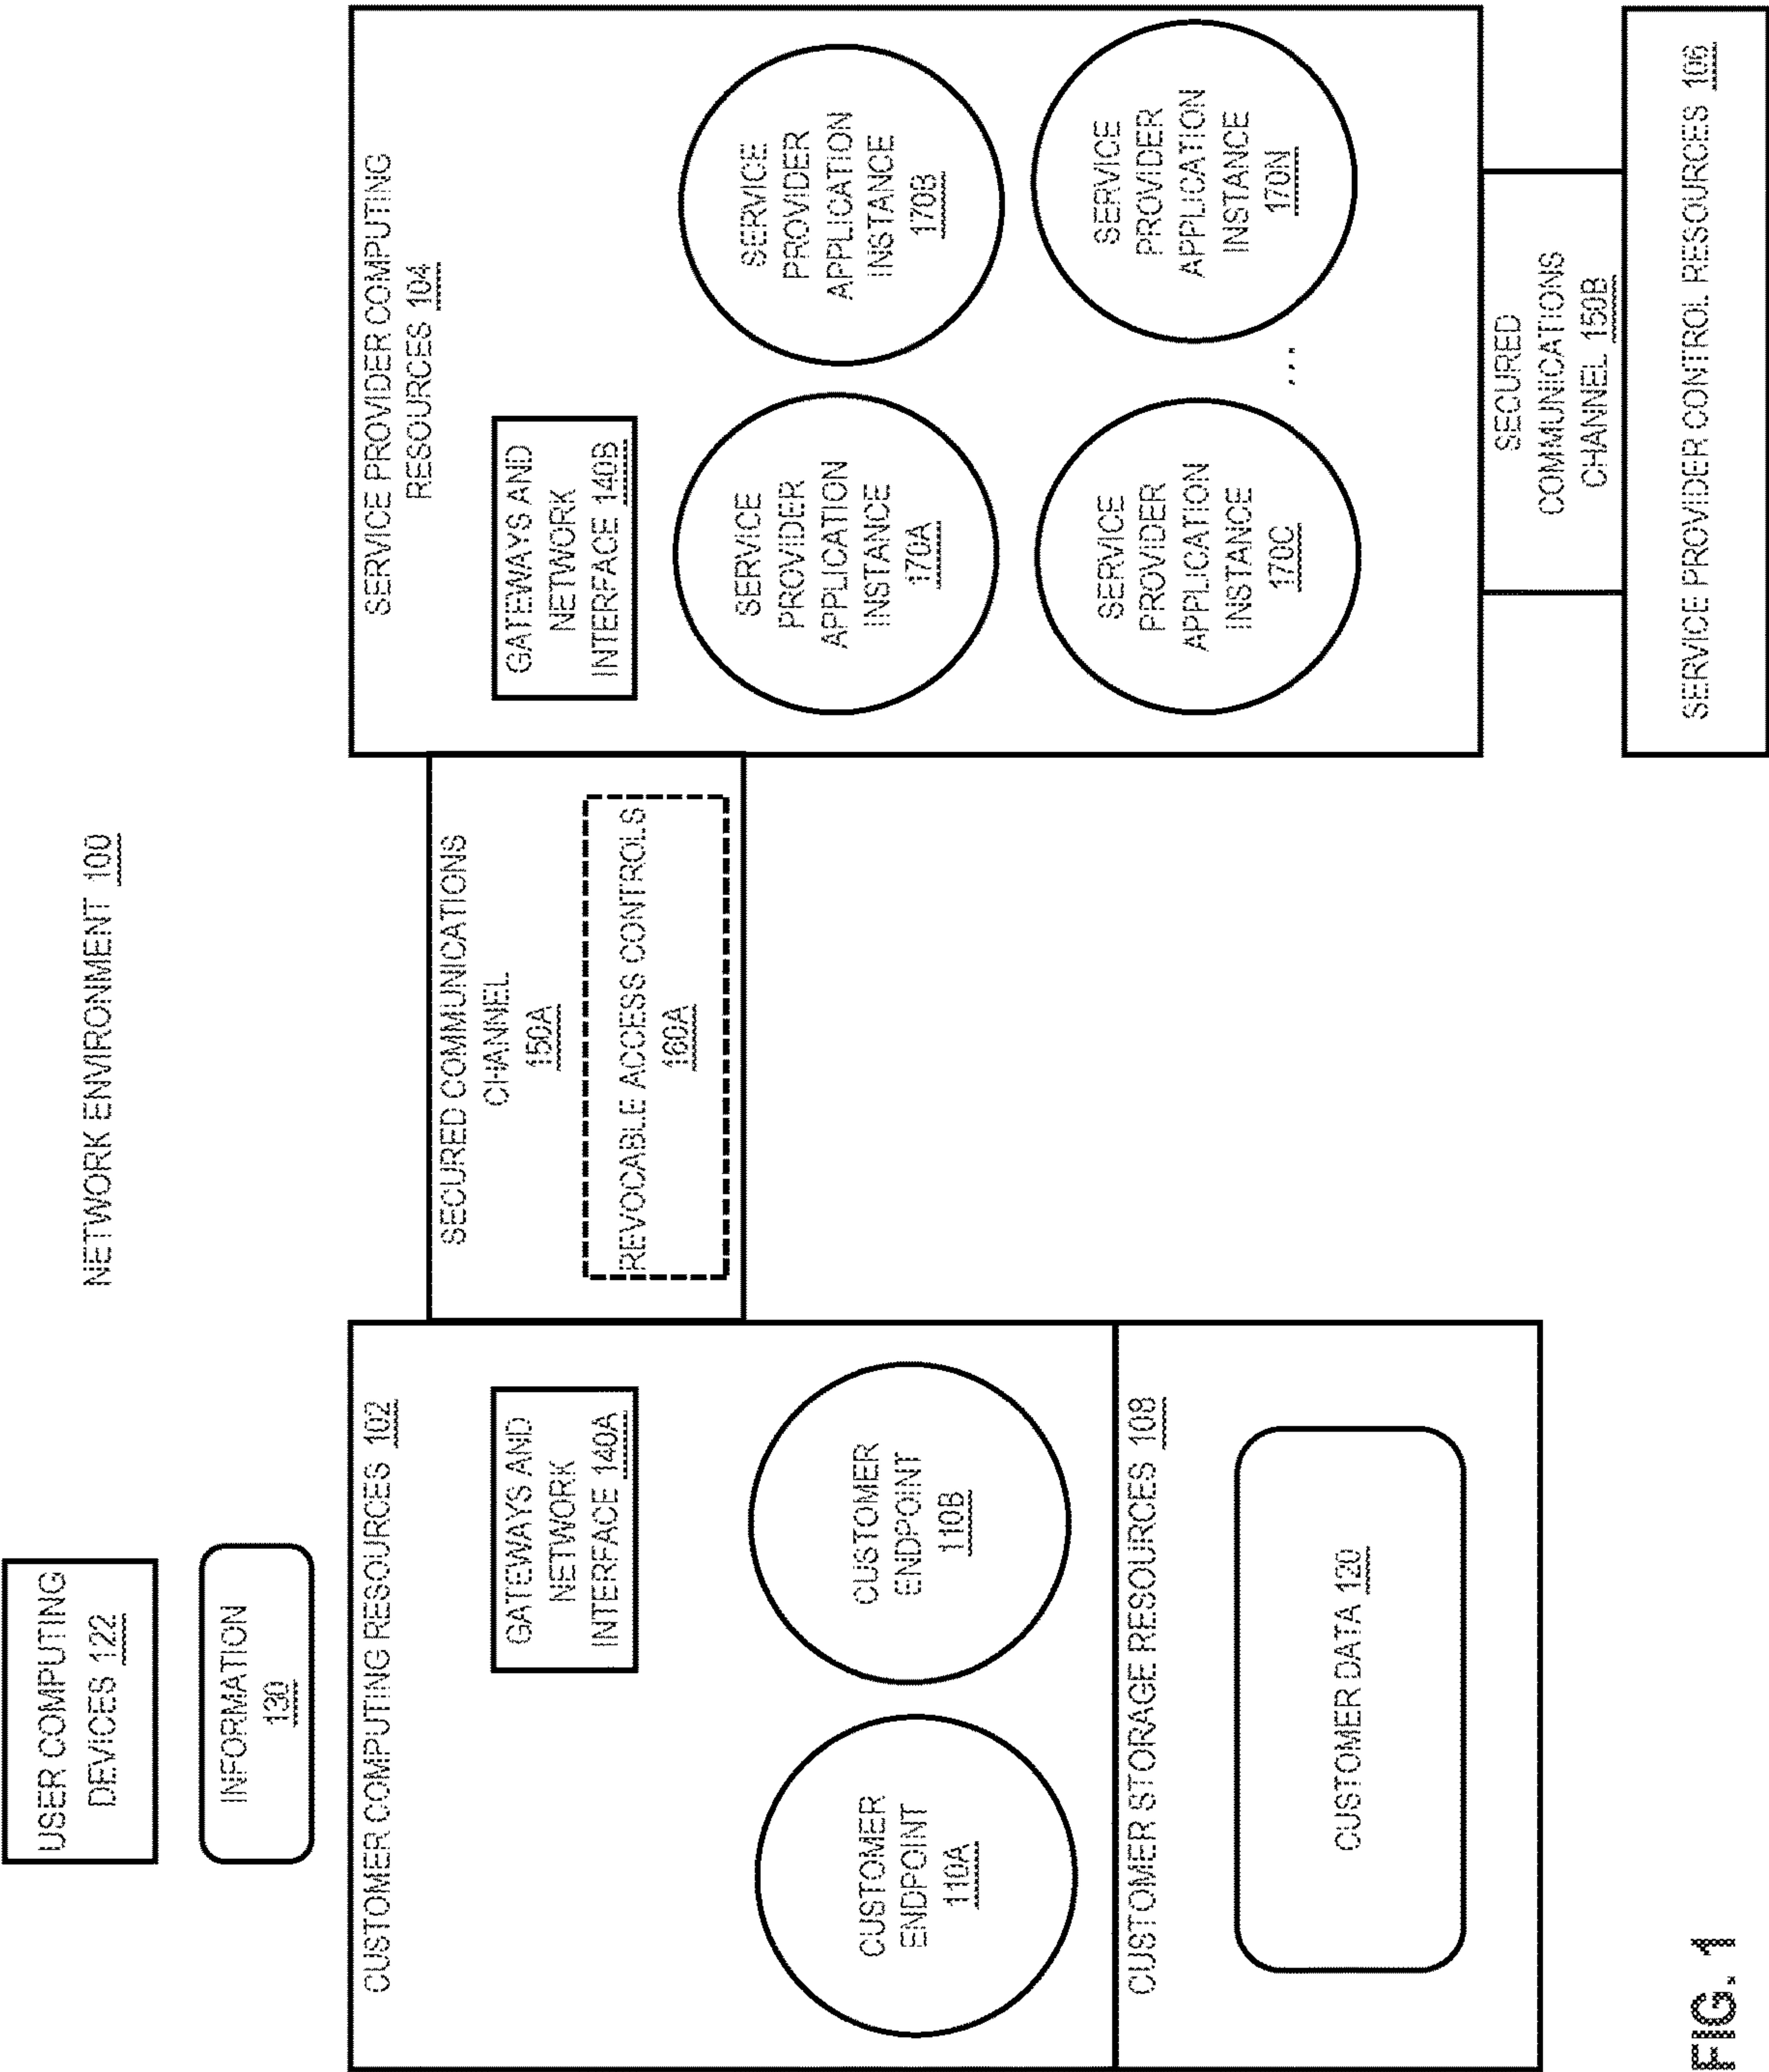 NETWORK ENVIRONMENT 100
USER COMPUTING
DEVICES 122
INFORMATION
130
CUSTOMER COMPUTING RESOURCES 102
GATEWAYS AND
NETWORK
INTERFACE 140A
CUSTOMER
ENDPOINT
110A
CUSTOMER
ENDPOINT
110B
CUSTOMER STORAGE RESOURCES 108
CUSTOMER DATA 120
SECURED COMMUNICATIONS
CHANNEL
150A
REVOCABLE ACCESS CONTROLS
160A
SERVICE PROVIDER COMPUTING
RESOURCES 104
GATEWAYS AND
NETWORK
INTERFACE 140B
SERVICE
PROVIDER
APPLICATION
INSTANCE
170A
SERVICE
PROVIDER
APPLICATION
INSTANCE
170B
SERVICE
PROVIDER
APPLICATION
INSTANCE
170C
...
SERVICE
PROVIDER
APPLICATION
INSTANCE
170N
SECURED
COMMUNICATIONS
CHANNEL 150B
SERVICE PROVIDER CONTROL RESOURCES 106
FIG. 1